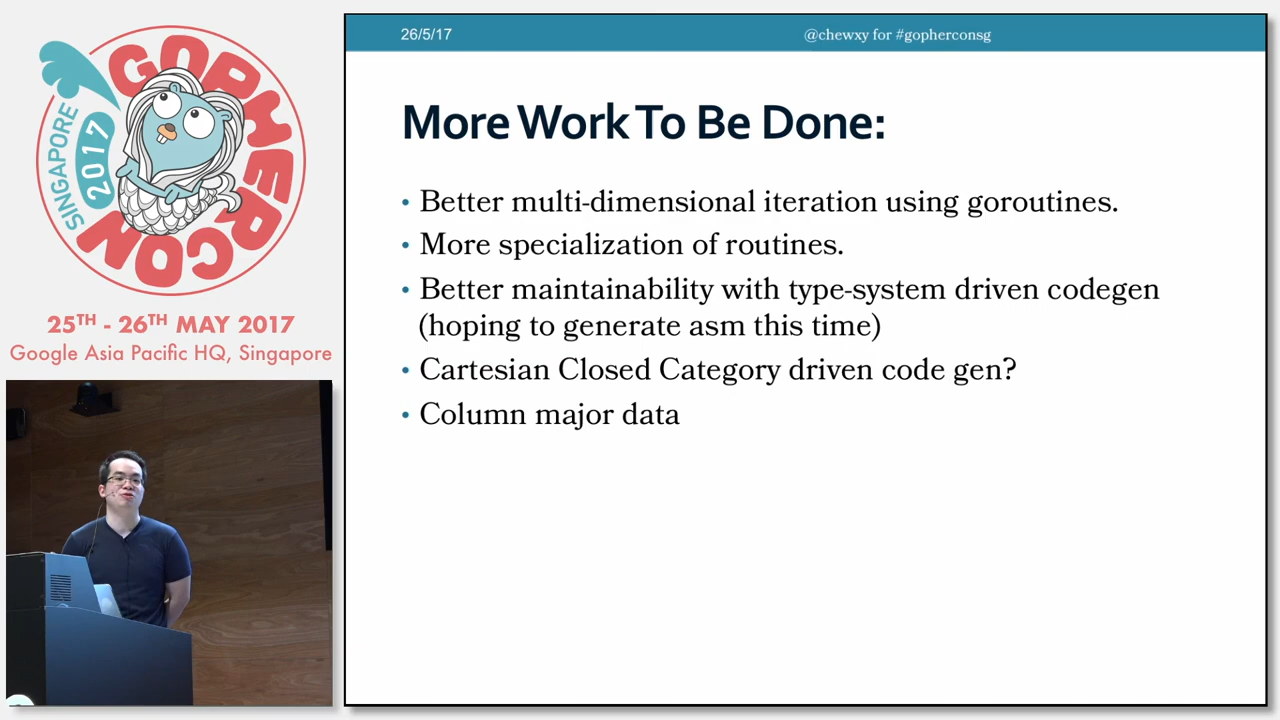 GOPHERCON
SINGAPORE
2017
25TH - 26TH MAY 2017
Google Asia Pacific HQ, Singapore
26/5/17
@chewxy for #gopherconsg
More Work To Be Done:
• Better multi-dimensional iteration using goroutines.
• More specialization of routines.
• Better maintainability with type-system driven codegen
(hoping to generate asm this time)
• Cartesian Closed Category driven code gen?
• Column major data